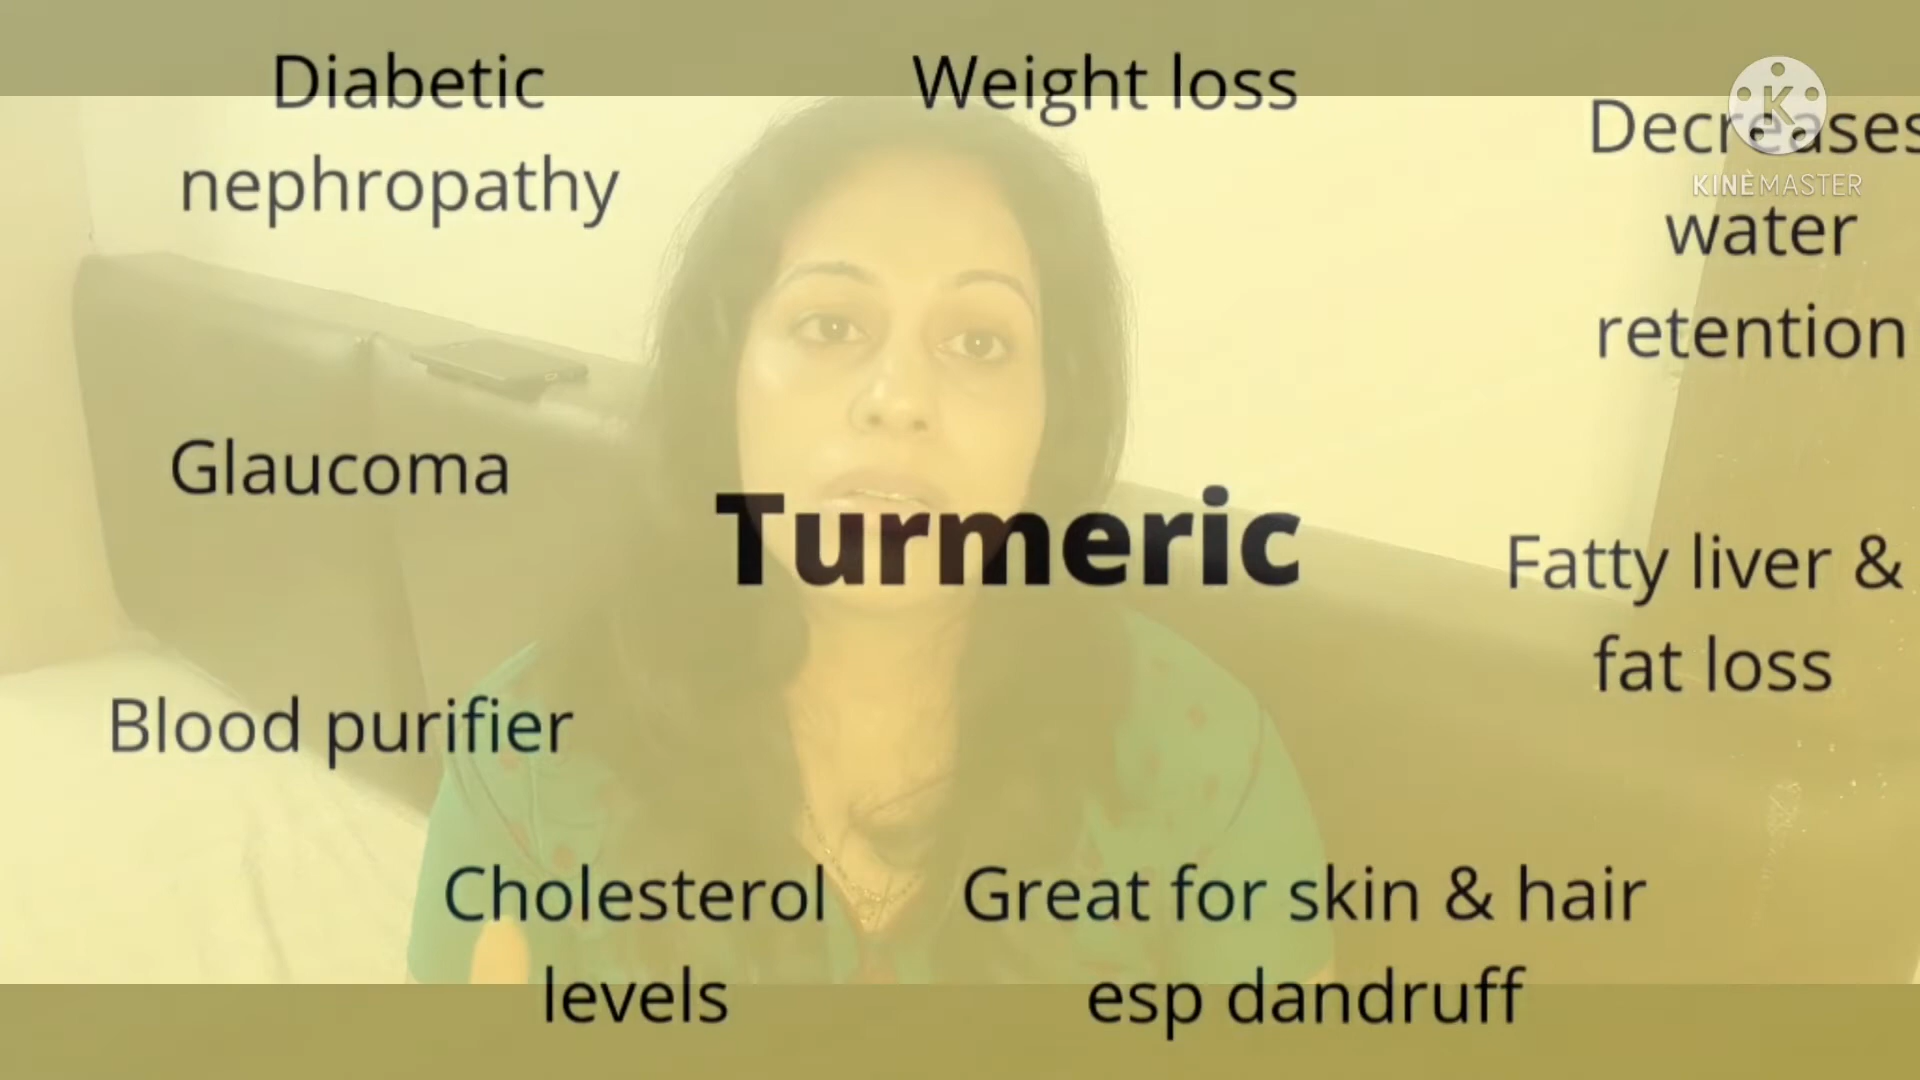 Diabetic
nephropathy
Weight loss
Decreases
water
retention
KINEMASTER
Glaucoma
Turmeric
Fatty liver &
fat loss
Blood purifier
Cholesterol
levels
Great for skin & hair
esp dandruff